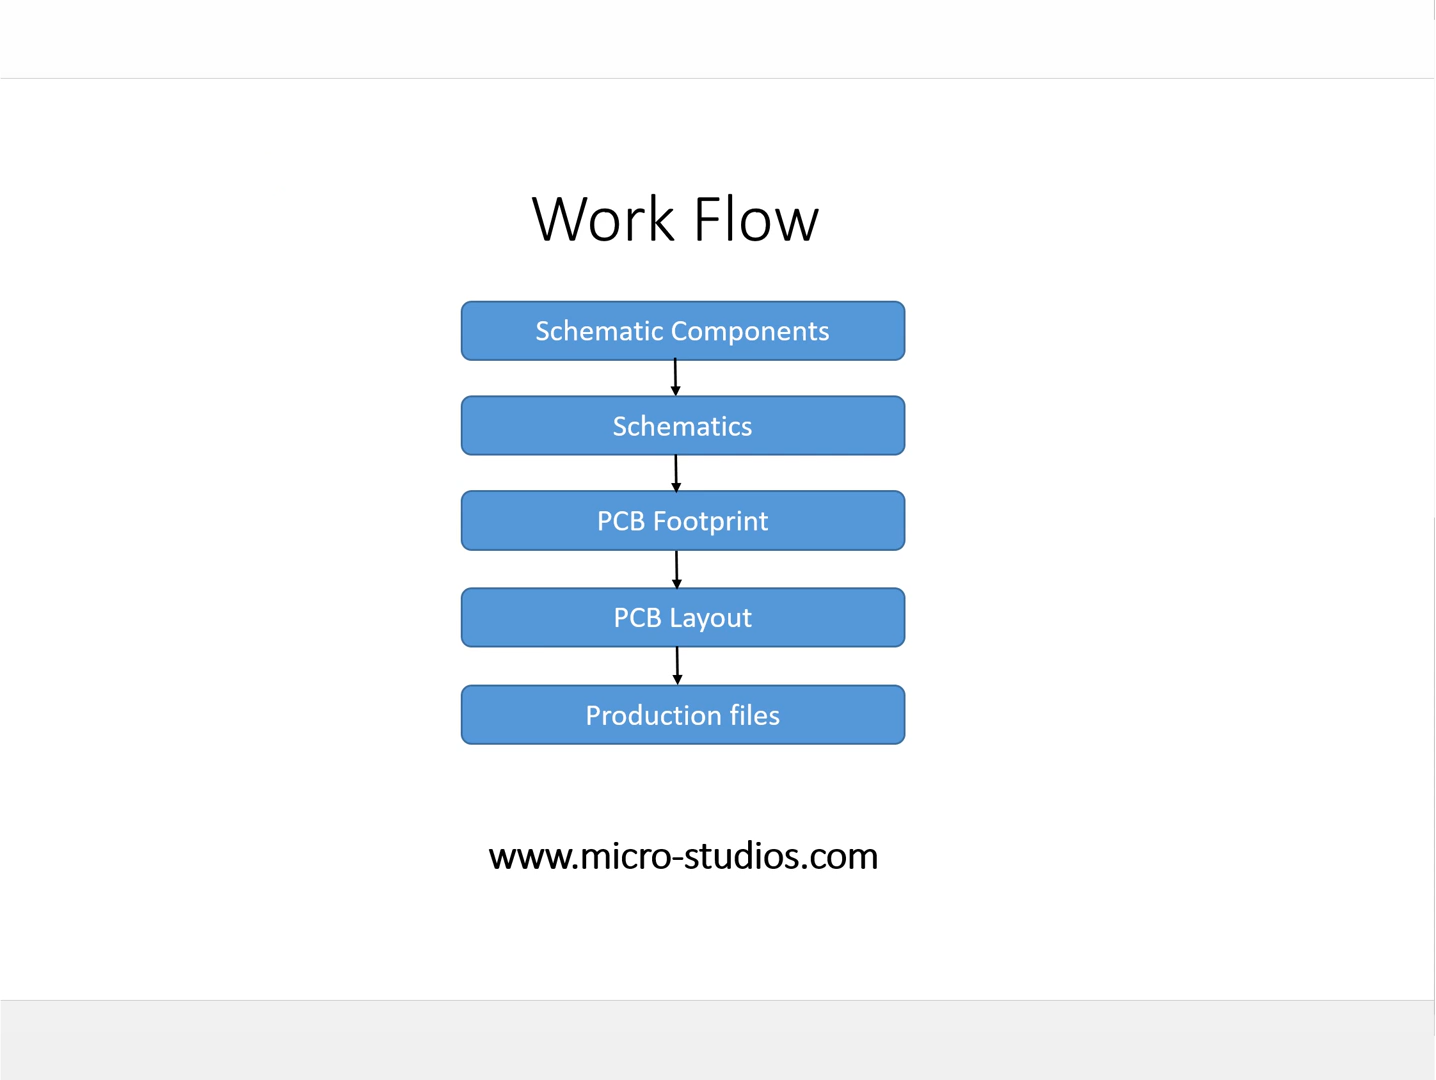 Work Flow
Schematic Components
Schematics
PCB Footprint
PCB Layout
Production files
www.micro-studios.com